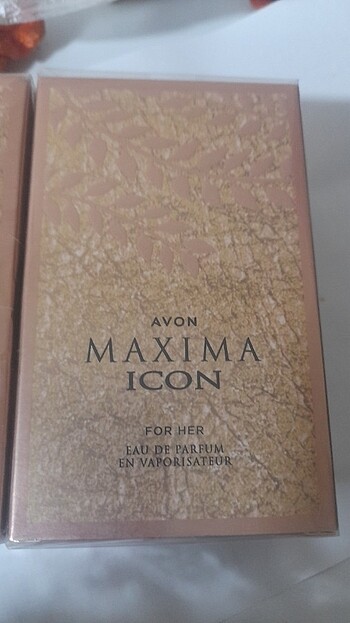 AVON
MAXIMA
ICON
FOR HER
EAU DE PARFUM
EN VAPORISATEUR